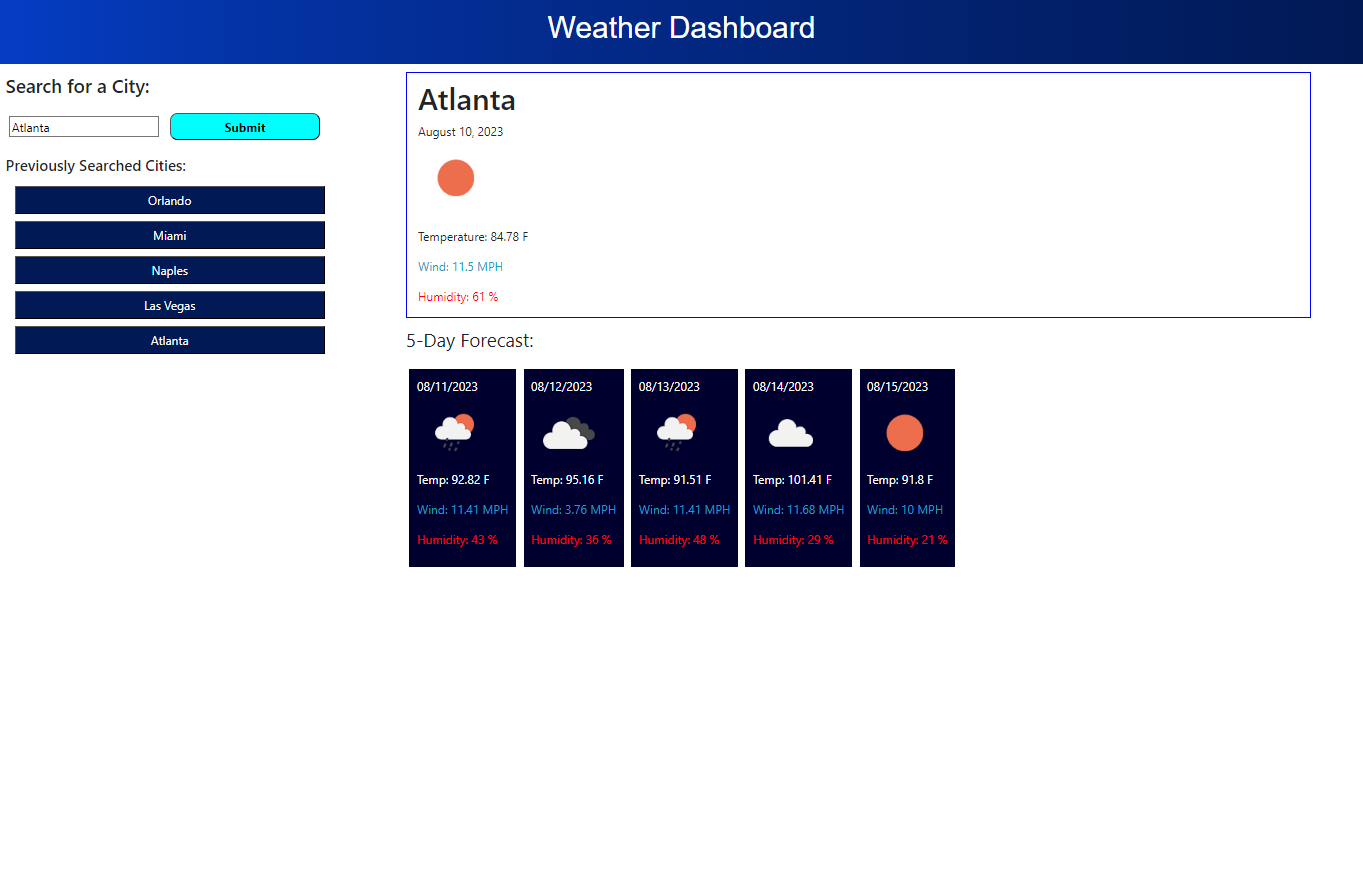 Weather Dashboard
Search for a City:
Atlanta
Submit
Previously Searched Cities:
Orlando
Miami
Naples
Las Vegas
Atlanta
Atlanta
August 10, 2023
Temperature: 84.78 F
Wind: 11.5 MPH
Humidity: 61 %
5-Day Forecast:
08/11/2023
Temp: 92.82 F
Wind: 11.41 MPH
Humidity: 43 %
08/12/2023
Temp: 95.16 F
Wind: 3.76 MPH
Humidity: 36 %
08/13/2023
Temp: 91.51 F
Wind: 11.41 MPH
Humidity: 48 %
08/14/2023
Temp: 101.41 F
Wind: 11.68 MPH
Humidity: 29 %
08/15/2023
Temp: 91.8 F
Wind: 10 MPH
Humidity: 21 %